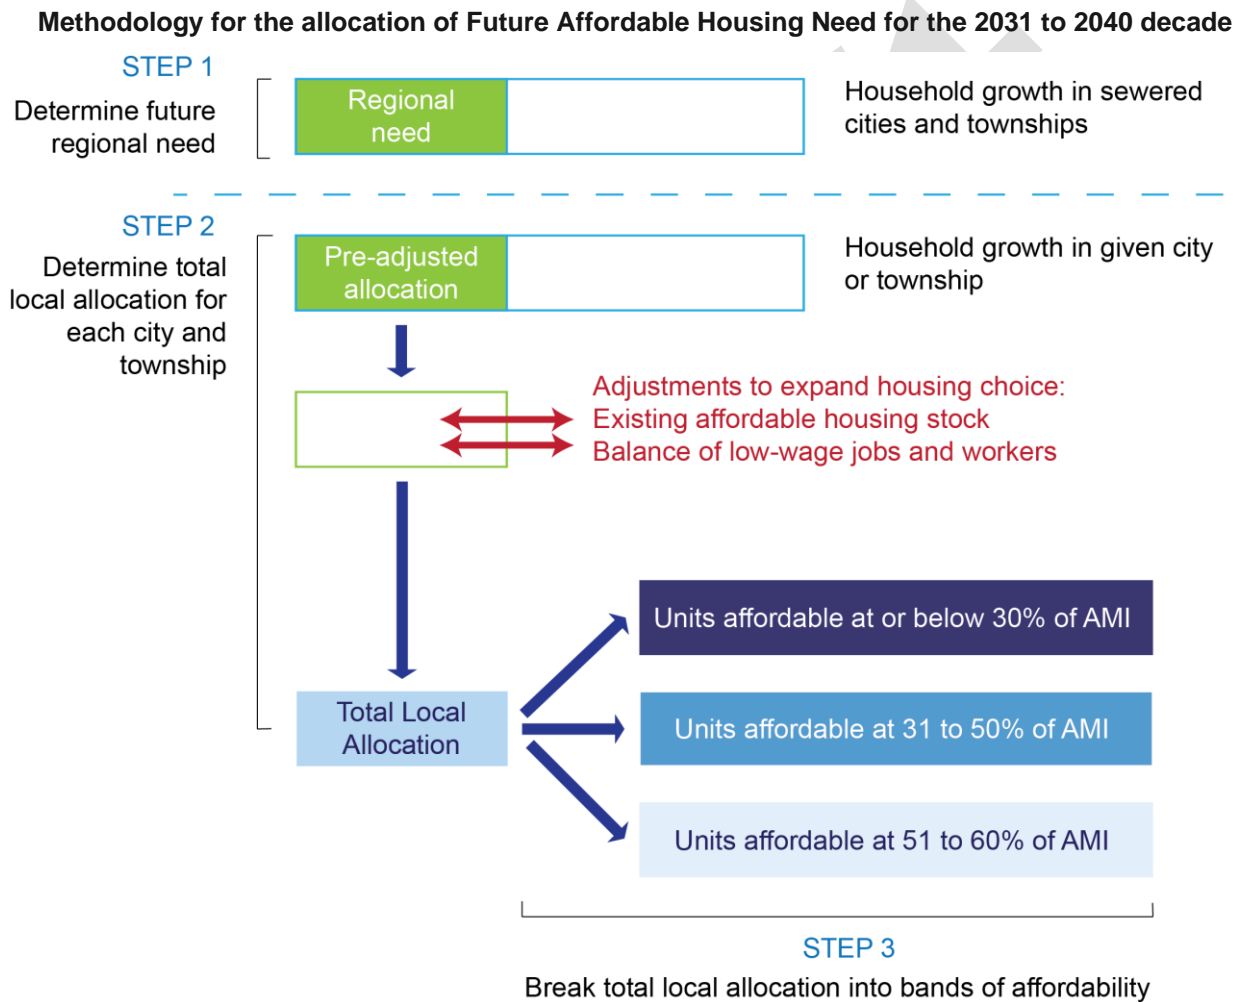 Methodology for the allocation of Future Affordable Housing Need for the 2031 to 2040 decade
STEP 1
Determine future
regional need
Regional
need
Household growth in sewered
cities and townships
STEP 2
Determine total
local allocation for
each city and
township
Pre-adjusted
allocation
Household growth in given city
or township
Adjustments to expand housing choice:
Existing affordable housing stock
Balance of low-wage jobs and workers
Total Local
Allocation
Units affordable at or below 30% of AMI
Units affordable at 31 to 50% of AMI
Units affordable at 51 to 60% of AMI
STEP 3
Break total local allocation into bands of affordability